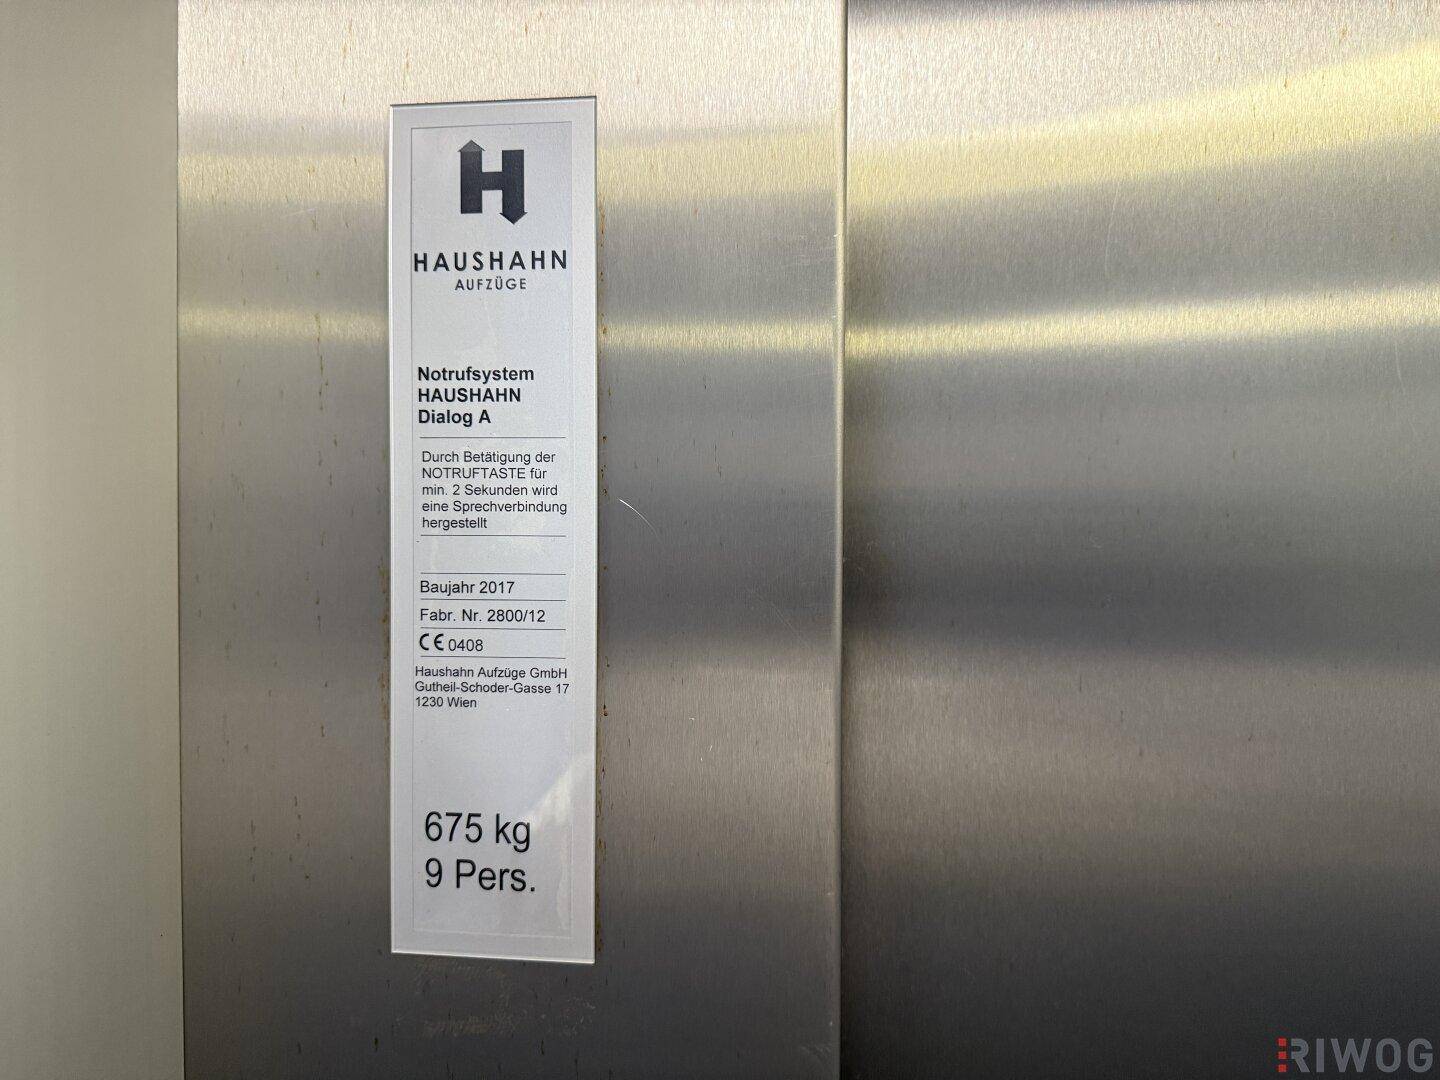 H
HAUSHAHN
AUFZÜGE
Notrufsystem
HAUSHAHN
Dialog A
Durch Betätigung der
NOTRUFTASTE für
min. 2 Sekunden wird
eine Sprechverbindung
hergestellt
Baujahr 2017
Fabr. Nr. 2800/12
CE 0408
Haushahn Aufzüge GmbH
Gutheil-Schoder-Gasse 17
1230 Wien
675 kg
9 Pers.
RIWOG